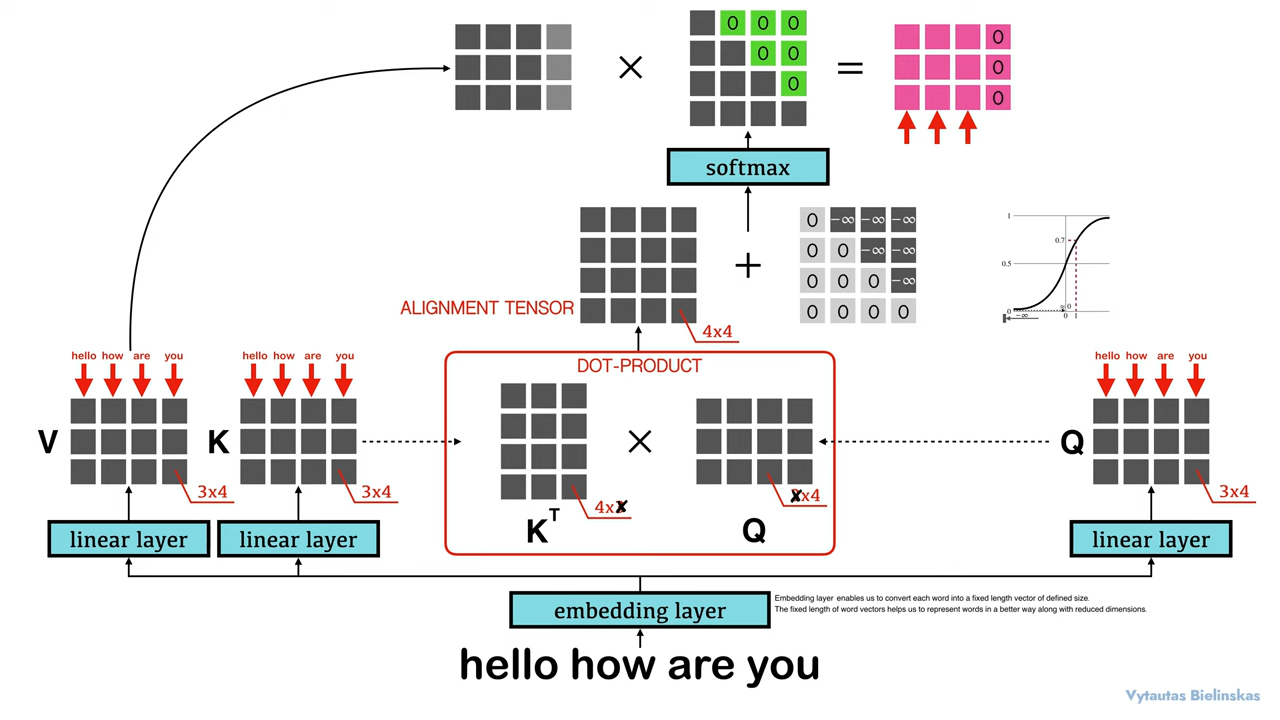 0 0 0
0 0
0
× =
0
0
0
softmax
0 −∞ −∞ −∞
0 0 −∞ −∞
0 0 0 −∞
0 0 0 0
+
1
0.7
0.5
0
−∞
0
0 1
ALIGNMENT TENSOR
4x4
DOT-PRODUCT
hello how are you
hello how are you
hello how are you
V
K
×
Q
3x4
3x4
4x3
3x4
3x4
K^T
Q
linear layer
linear layer
linear layer
embedding layer
Embedding layer enables us to convert each word into a fixed length vector of defined size.
The fixed length of word vectors helps us to represent words in a better way along with reduced dimensions.
hello how are you
Vytautas Bielinskas